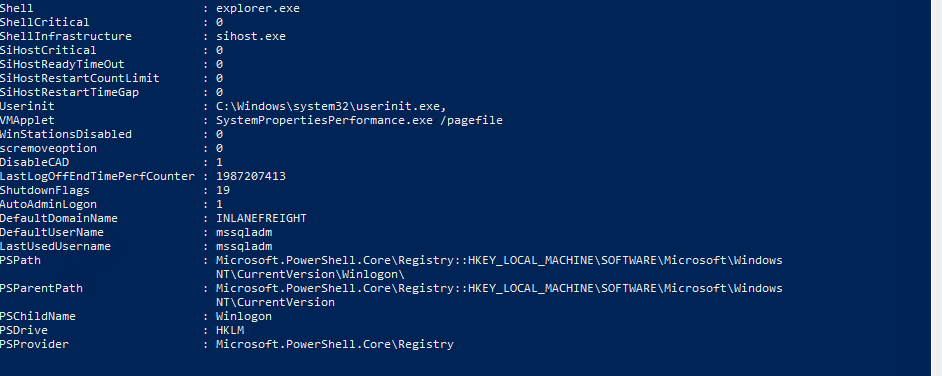 Shell                        : explorer.exe
ShellCritical                : 0
ShellInfrastructure          : sihost.exe
SiHostCritical               : 0
SiHostReadyTimeOut           : 0
SiHostRestartCountLimit      : 0
SiHostRestartTimeGap         : 0
Userinit                     : C:\Windows\system32\userinit.exe,
VMApplet                     : SystemPropertiesPerformance.exe /pagefile
WinStationsDisabled          : 0
scremoveoption               : 0
DisableCAD                   : 1
LastLogOffEndTimePerfCounter : 1987207413
ShutdownFlags                : 19
AutoAdminLogon               : 1
DefaultDomainName            : INLANEFREIGHT
DefaultUserName              : mssqladm
LastUsedUsername             : mssqladm
PSPath                       : Microsoft.PowerShell.Core\Registry::HKEY_LOCAL_MACHINE\SOFTWARE\Microsoft\Windows
                               NT\CurrentVersion\Winlogon\
PSParentPath                 : Microsoft.PowerShell.Core\Registry::HKEY_LOCAL_MACHINE\SOFTWARE\Microsoft\Windows
                               NT\CurrentVersion
PSChildName                  : Winlogon
PSDrive                      : HKLM
PSProvider                   : Microsoft.PowerShell.Core\Registry